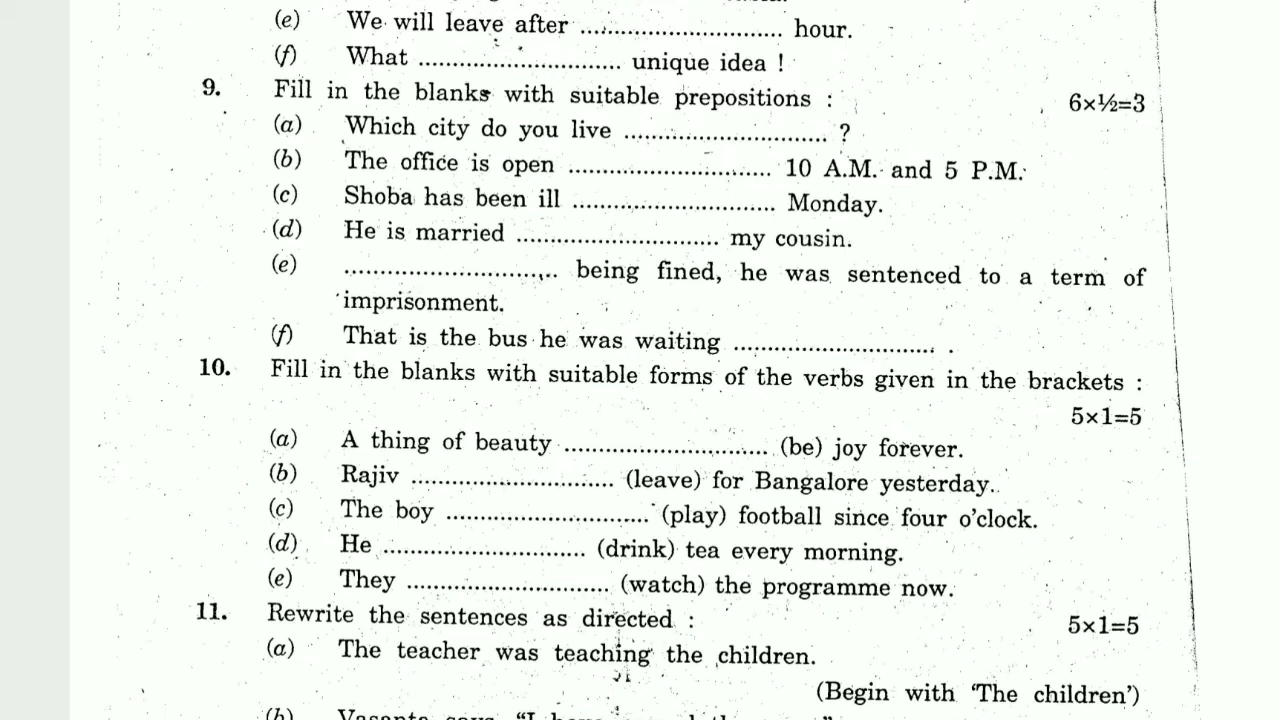 (e) We will leave after .............................. hour.
(f) What .............................. unique idea !
9. Fill in the blanks with suitable prepositions : 6×½=3
(a) Which city do you live .............................. ?
(b) The office is open .............................. 10 A.M. and 5 P.M.
(c) Shoba has been ill .............................. Monday.
(d) He is married .............................. my cousin.
(e) .............................. being fined, he was sentenced to a term of
imprisonment.
(f) That is the bus he was waiting .............................. .
10. Fill in the blanks with suitable forms of the verbs given in the brackets :
5×1=5
(a) A thing of beauty .............................. (be) joy forever.
(b) Rajiv .............................. (leave) for Bangalore yesterday.
(c) The boy .............................. (play) football since four o'clock.
(d) He .............................. (drink) tea every morning.
(e) They .............................. (watch) the programme now.
11. Rewrite the sentences as directed : 5×1=5
(a) The teacher was teaching the children.
(Begin with 'The children')
(b) "I